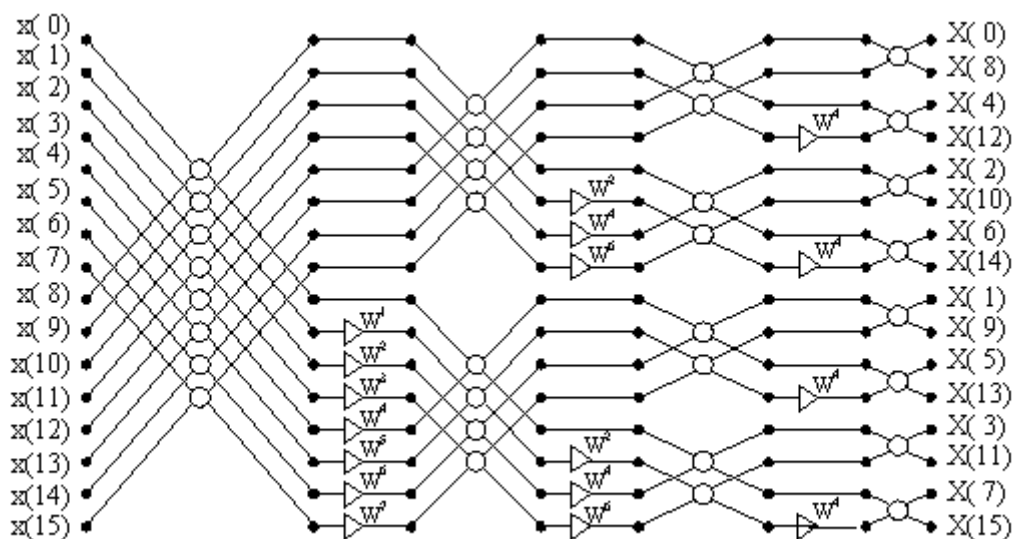 x( 0)
x( 1)
x( 2)
x( 3)
x( 4)
x( 5)
x( 6)
x( 7)
x( 8)
x( 9)
x(10)
x(11)
x(12)
x(13)
x(14)
x(15)
W¹
W²
W³
W⁴
W⁵
W⁶
W⁷
W²
W⁴
W⁶
W²
W⁴
W⁶
W⁴
W⁴
W⁴
W⁴
X( 0)
X( 8)
X( 4)
X(12)
X( 2)
X(10)
X( 6)
X(14)
X( 1)
X( 9)
X( 5)
X(13)
X( 3)
X(11)
X( 7)
X(15)